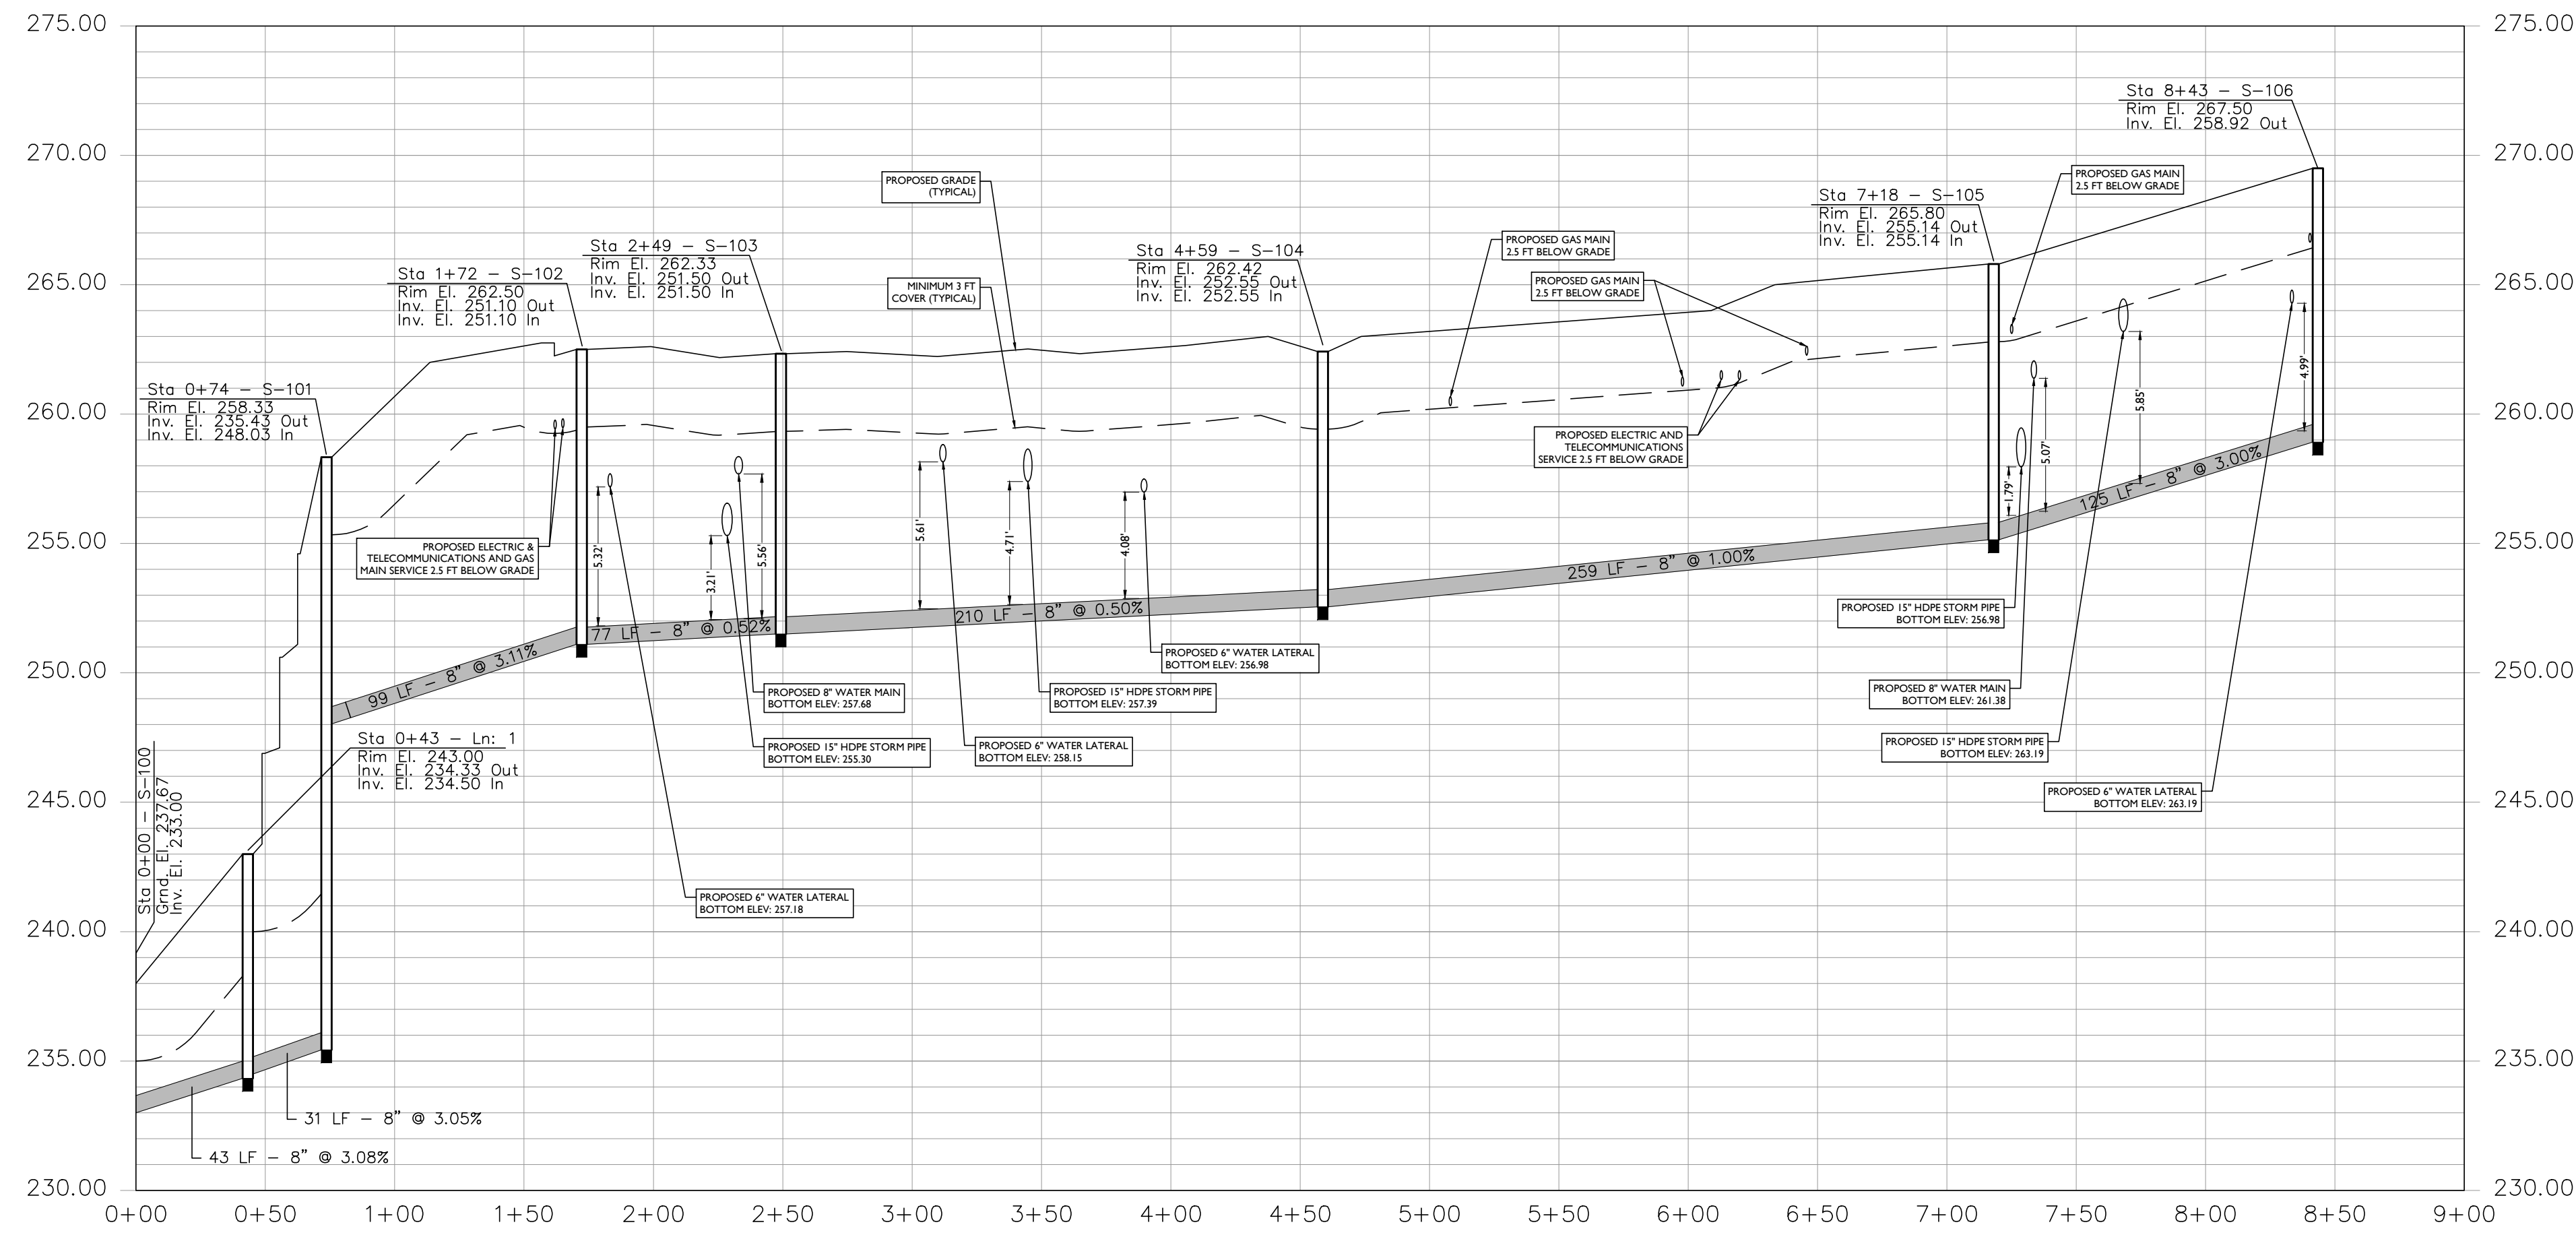 275.00
275.00
270.00
270.00
265.00
265.00
260.00
260.00
255.00
255.00
250.00
250.00
245.00
245.00
240.00
240.00
235.00
235.00
230.00
230.00
0+00
0+50
1+00
1+50
2+00
2+50
3+00
3+50
4+00
4+50
5+00
5+50
6+00
6+50
7+00
7+50
8+00
8+50
9+00
Sta 0+00 - S-100
Grnd. El. 237.67
Inv. El. 233.00
Sta 0+43 - Ln: 1
Rim El. 243.00
Inv. El. 234.33 Out
Inv. El. 234.50 In
Sta 0+74 - S-101
Rim El. 258.33
Inv. El. 235.43 Out
Inv. El. 248.03 In
Sta 1+72 - S-102
Rim El. 262.50
Inv. El. 251.10 Out
Inv. El. 251.10 In
Sta 2+49 - S-103
Rim El. 262.33
Inv. El. 251.50 Out
Inv. El. 251.50 In
Sta 4+59 - S-104
Rim El. 262.42
Inv. El. 252.55 Out
Inv. El. 252.55 In
Sta 7+18 - S-105
Rim El. 265.80
Inv. El. 255.14 Out
Inv. El. 255.14 In
Sta 8+43 - S-106
Rim El. 267.50
Inv. El. 258.92 Out
PROPOSED GRADE
(TYPICAL)
MINIMUM 3 FT
COVER (TYPICAL)
PROPOSED GAS MAIN
2.5 FT BELOW GRADE
PROPOSED GAS MAIN
2.5 FT BELOW GRADE
PROPOSED GAS MAIN
2.5 FT BELOW GRADE
PROPOSED ELECTRIC AND
TELECOMMUNICATIONS
SERVICE 2.5 FT BELOW GRADE
PROPOSED ELECTRIC &
TELECOMMUNICATIONS AND GAS
MAIN SERVICE 2.5 FT BELOW GRADE
5.32'
3.21'
5.56'
5.61'
4.71'
4.08'
1.79'
5.07'
5.85'
4.99'
43 LF - 8" @ 3.08%
31 LF - 8" @ 3.05%
99 LF - 8" @ 3.11%
77 LF - 8" @ 0.52%
210 LF - 8" @ 0.50%
259 LF - 8" @ 1.00%
125 LF - 8" @ 3.00%
PROPOSED 6" WATER LATERAL
BOTTOM ELEV: 257.18
PROPOSED 8" WATER MAIN
BOTTOM ELEV: 257.68
PROPOSED 15" HDPE STORM PIPE
BOTTOM ELEV: 255.30
PROPOSED 6" WATER LATERAL
BOTTOM ELEV: 258.15
PROPOSED 15" HDPE STORM PIPE
BOTTOM ELEV: 257.39
PROPOSED 6" WATER LATERAL
BOTTOM ELEV: 256.98
PROPOSED 15" HDPE STORM PIPE
BOTTOM ELEV: 256.98
PROPOSED 8" WATER MAIN
BOTTOM ELEV: 261.38
PROPOSED 15" HDPE STORM PIPE
BOTTOM ELEV: 263.19
PROPOSED 6" WATER LATERAL
BOTTOM ELEV: 263.19